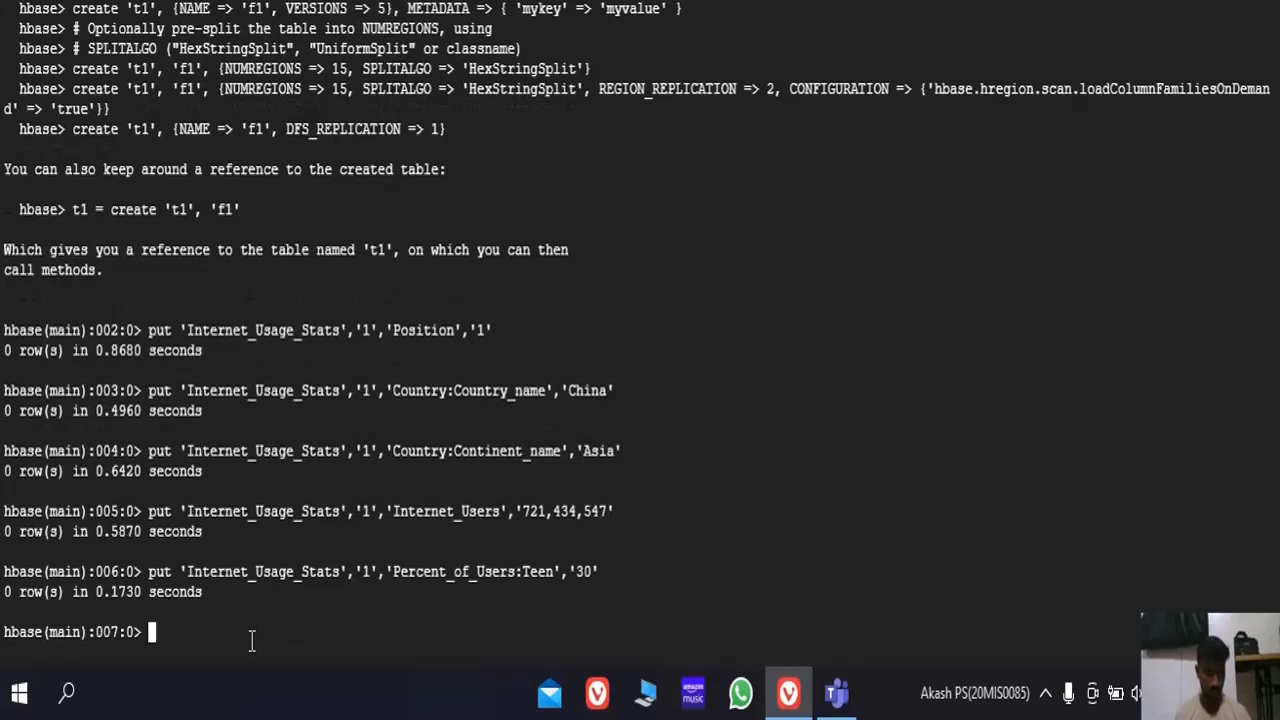 hbase> create 't1', {NAME => 'f1', VERSIONS => 5}, METADATA => { 'mykey' => 'myvalue' }
hbase> # Optionally pre-split the table into NUMREGIONS, using
hbase> # SPLITALGO ("HexStringSplit", "UniformSplit" or classname)
hbase> create 't1', 'f1', {NUMREGIONS => 15, SPLITALGO => 'HexStringSplit'}
hbase> create 't1', 'f1', {NUMREGIONS => 15, SPLITALGO => 'HexStringSplit', REGION_REPLICATION => 2, CONFIGURATION => {'hbase.hregion.scan.loadColumnFamiliesOnDeman
d' => 'true'}}
hbase> create 't1', {NAME => 'f1', DFS_REPLICATION => 1}
You can also keep around a reference to the created table:
hbase> t1 = create 't1', 'f1'
Which gives you a reference to the table named 't1', on which you can then
call methods.
hbase(main):002:0> put 'Internet_Usage_Stats','1','Position','1'
0 row(s) in 0.8680 seconds
hbase(main):003:0> put 'Internet_Usage_Stats','1','Country:Country_name','China'
0 row(s) in 0.4960 seconds
hbase(main):004:0> put 'Internet_Usage_Stats','1','Country:Continent_name','Asia'
0 row(s) in 0.6420 seconds
hbase(main):005:0> put 'Internet_Usage_Stats','1','Internet_Users','721,434,547'
0 row(s) in 0.5870 seconds
hbase(main):006:0> put 'Internet_Usage_Stats','1','Percent_of_Users:Teen','30'
0 row(s) in 0.1730 seconds
hbase(main):007:0>
amazon music
Akash PS(20MIS0085)